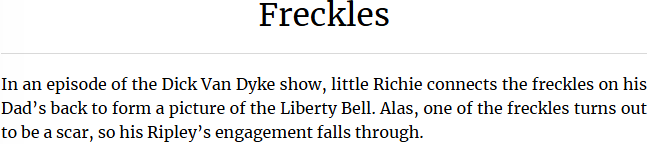 Freckles
In an episode of the Dick Van Dyke show, little Richie connects the freckles on his
Dad’s back to form a picture of the Liberty Bell. Alas, one of the freckles turns out
to be a scar, so his Ripley’s engagement falls through.